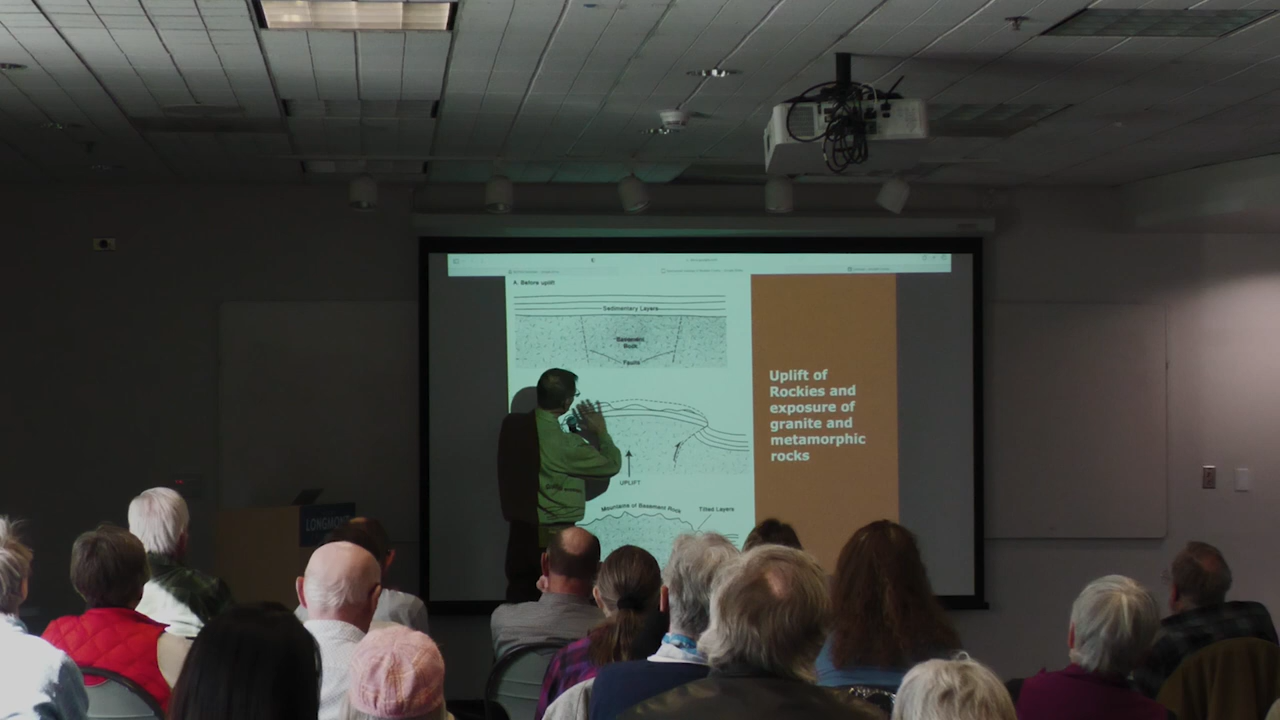 A. Before uplift
Sedimentary Layers
Basement
Rock
Faults
UPLIFT
Mountains of Basement Rock
Tilted Layers
Uplift of
Rockies and
exposure of
granite and
metamorphic
rocks